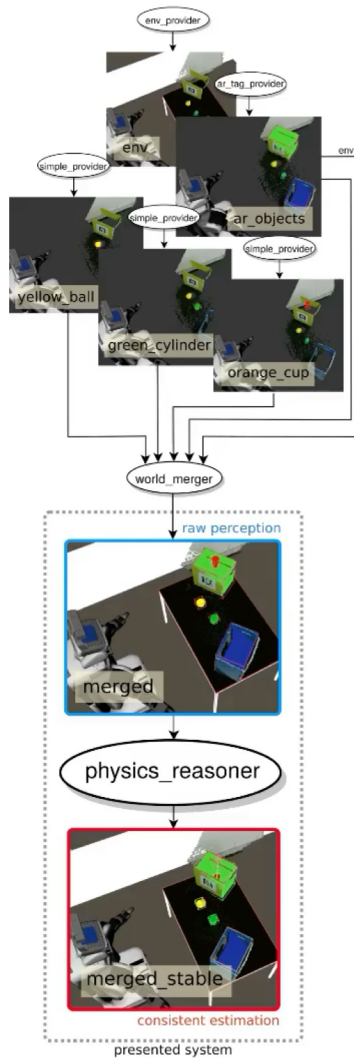 env_provider
ar_tag_provider
env
env
simple_provider
ar_objects
simple_provider
simple_provider
yellow_ball
green_cylinder
orange_cup
world_merger
raw perception
merged
physics_reasoner
merged_stable
consistent estimation
presented system